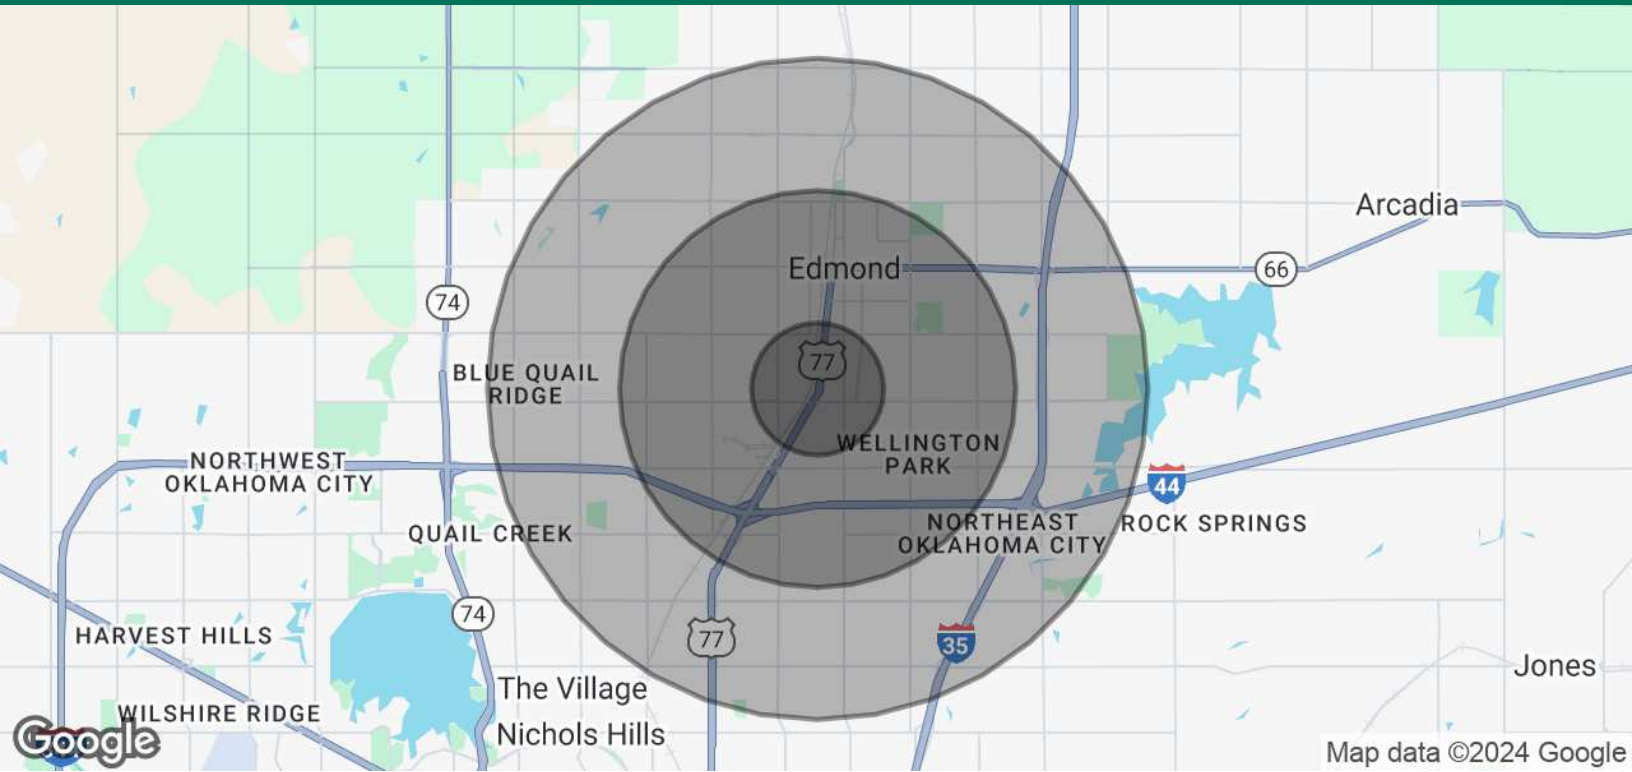 Arcadia
Edmond
66
74
77
BLUE QUAIL
RIDGE
WELLINGTON
PARK
NORTHWEST
OKLAHOMA CITY
44
QUAIL CREEK
NORTHEAST
OKLAHOMA CITY
ROCK SPRINGS
74
HARVEST HILLS
77
35
Jones
The Village
WILSHIRE RIDGE
Nichols Hills
Google
Map data ©2024 Google